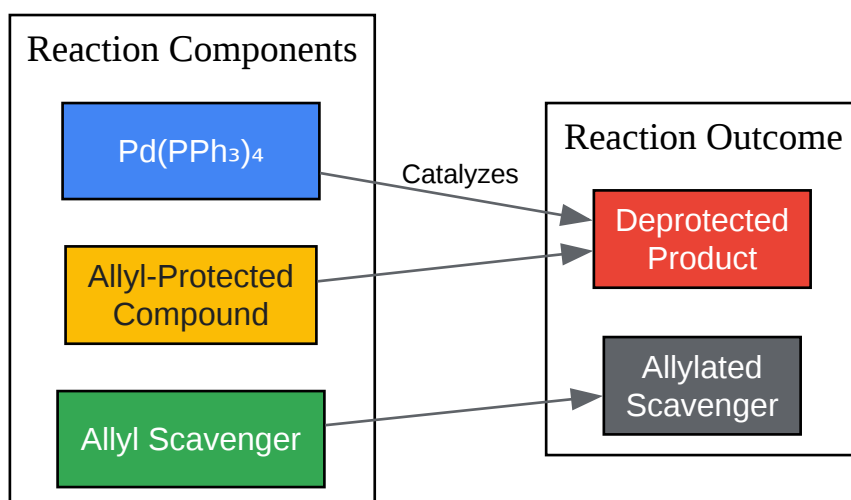 Reaction Components
Pd(PPh₃)₄
Allyl-Protected
Compound
Allyl Scavenger
Catalyzes
Reaction Outcome
Deprotected
Product
Allylated
Scavenger